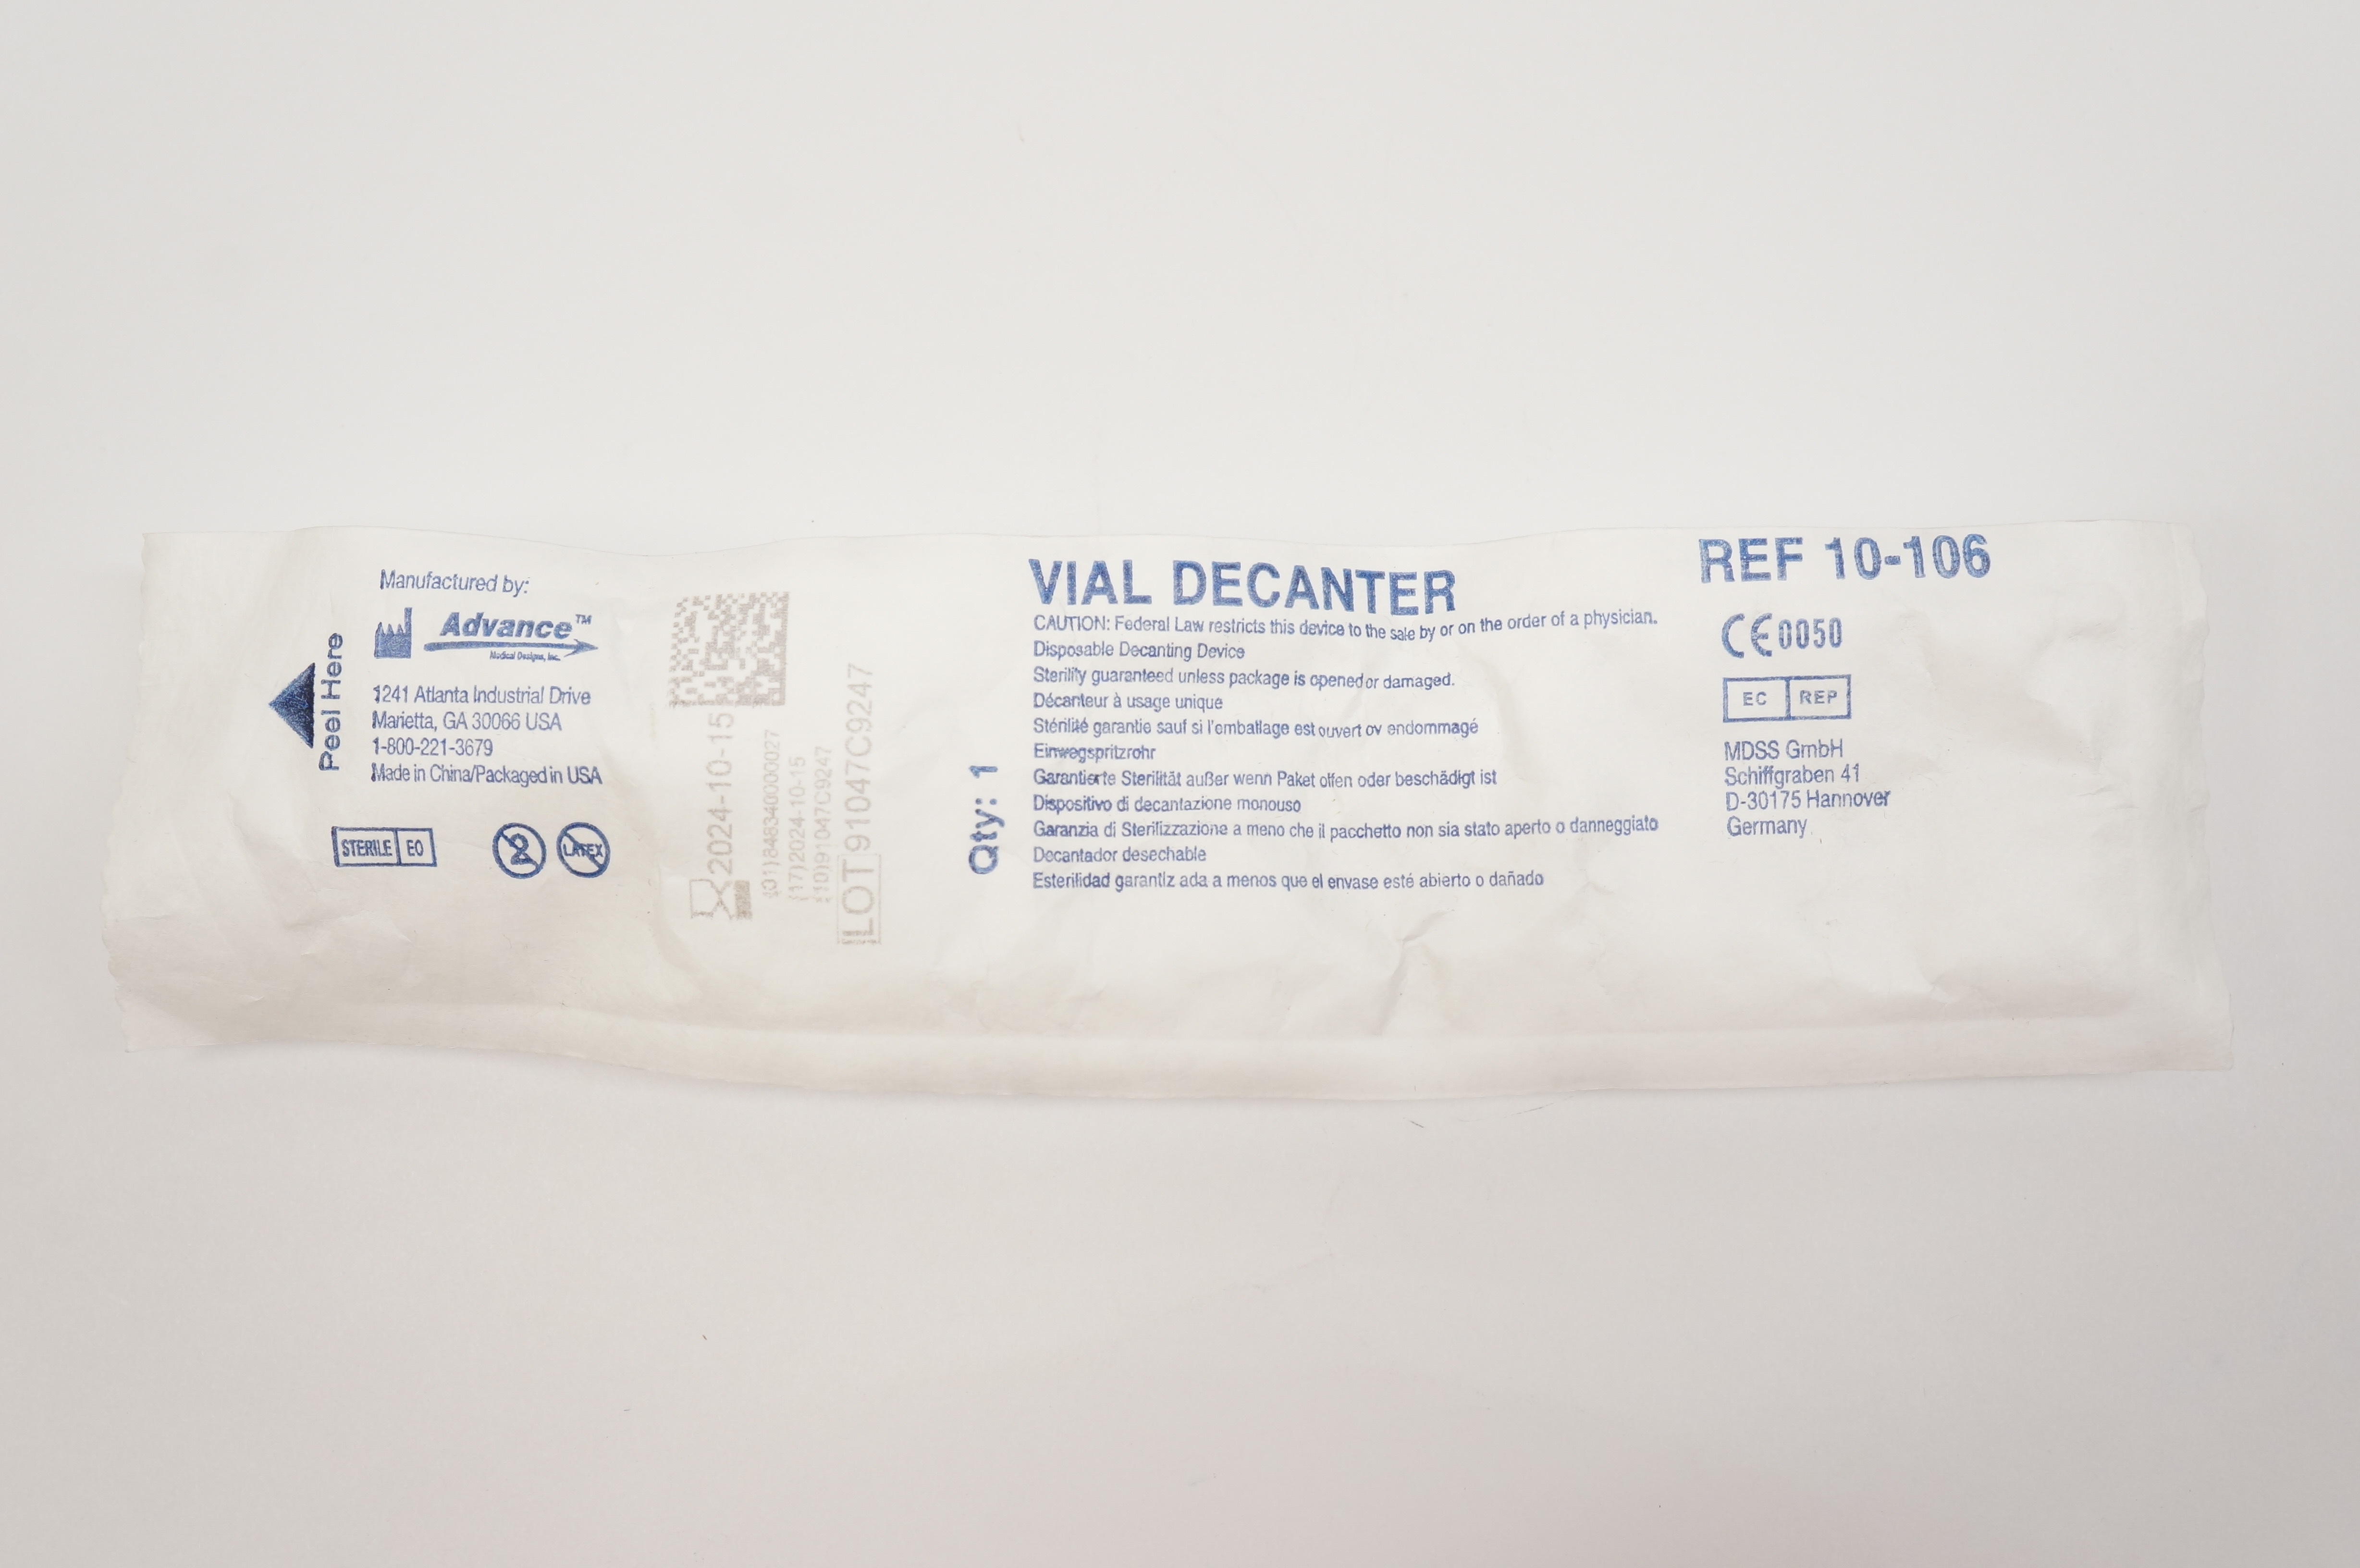 Peel Here
Manufactured by:
Advance™
Medical Designs, Inc.
1241 Atlanta Industrial Drive
Marietta, GA 30066 USA
1-800-221-3679
Made in China/Packaged in USA
STERILE EO
2
LATEX
2024-10-15
(17)2024-10-15
(10)91047C9247
LOT 91047C9247
Qty: 1
VIAL DECANTER
CAUTION: Federal Law restricts this device to the sale by or on the order of a physician.
Disposable Decanting Device
Sterility guaranteed unless package is opened or damaged.
Décanteur à usage unique
Stérilité garantie sauf si l'emballage est ouvert ov endommagé
Einwegspritzrohr
Garantierte Sterilität außer wenn Paket offen oder beschädigt ist
Dispositivo di decantazione monouso
Garanzia di Sterilizzazione a meno che il pacchetto non sia stato aperto o danneggiato
Decantador desechable
Esterilidad garantiz ada a menos que el envase esté abierto o dañado
REF 10-106
CE 0050
EC REP
MDSS GmbH
Schiffgraben 41
D-30175 Hannover
Germany